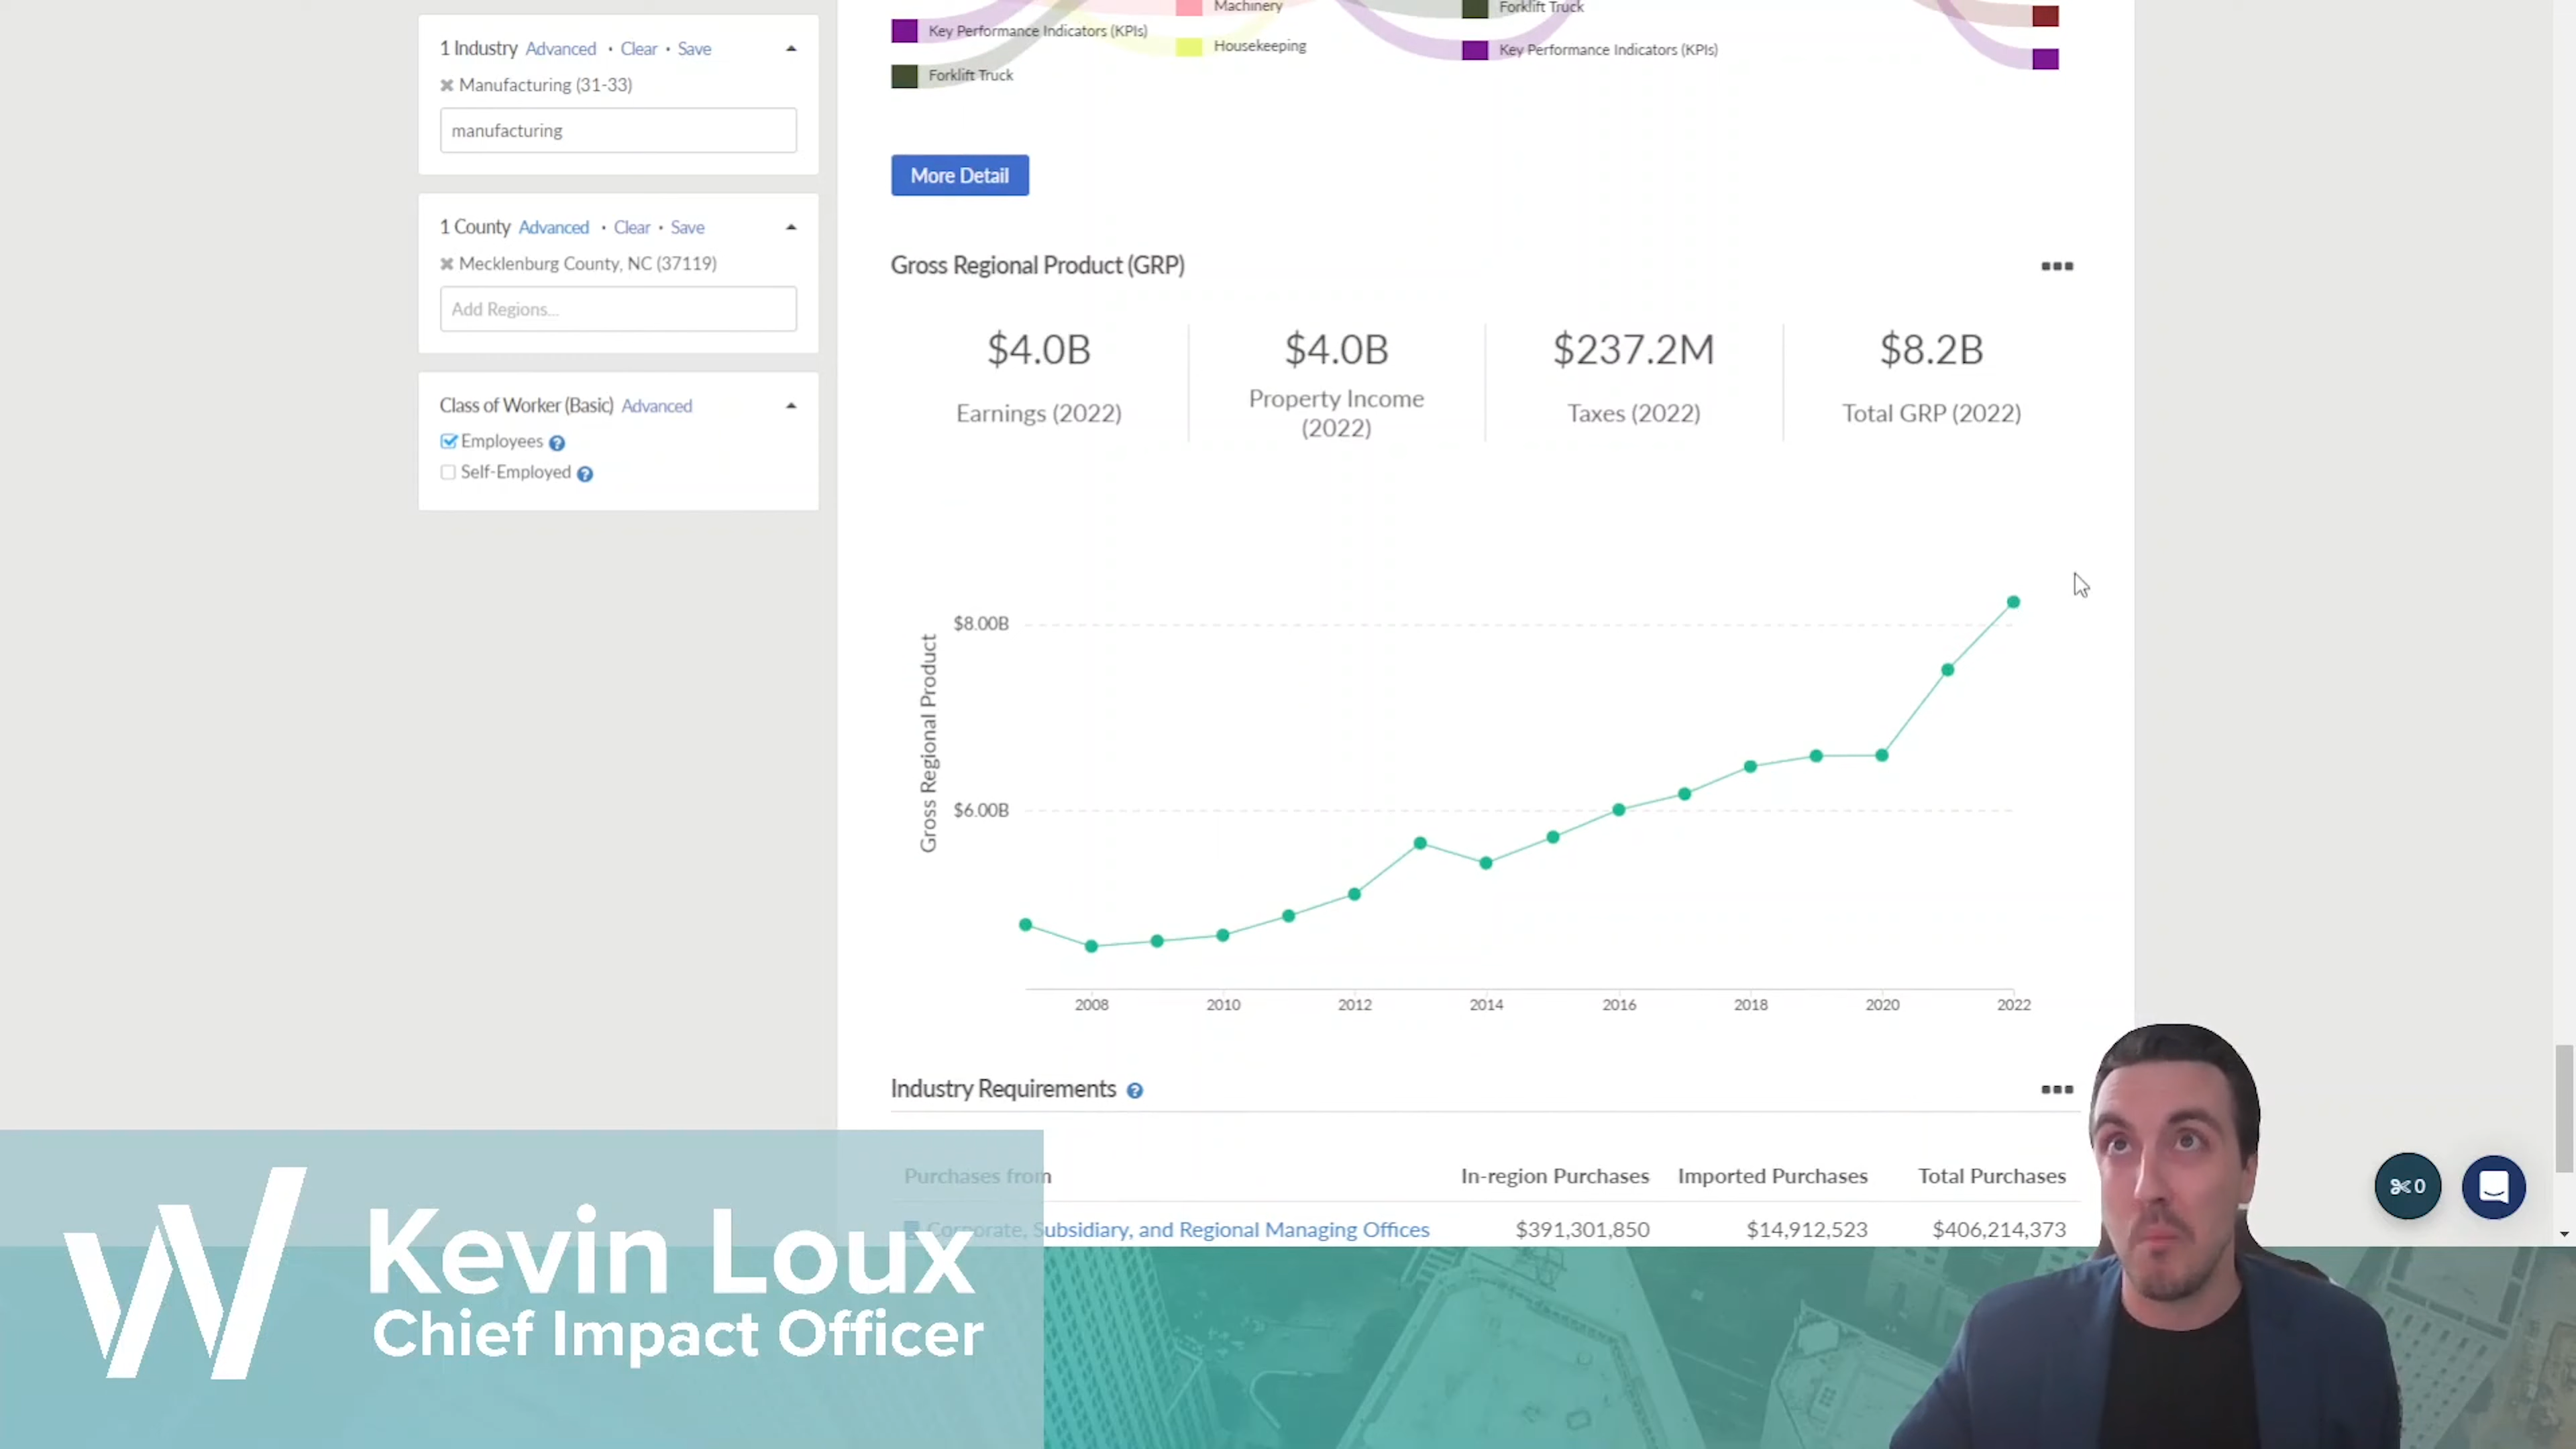 Machinery
Forklift Truck
Key Performance Indicators (KPIs)
Housekeeping
Key Performance Indicators (KPIs)
Forklift Truck
1 Industry Advanced • Clear • Save
Manufacturing (31-33)
manufacturing
1 County Advanced • Clear • Save
Mecklenburg County, NC (37119)
Add Regions...
Class of Worker (Basic) Advanced
Employees ?
Self-Employed ?
More Detail
Gross Regional Product (GRP)
$4.0B
Earnings (2022)
$4.0B
Property Income
(2022)
$237.2M
Taxes (2022)
$8.2B
Total GRP (2022)
Gross Regional Product
$8.00B
$6.00B
2008 2010 2012 2014 2016 2018 2020 2022
Industry Requirements ?
Purchases from In-region Purchases Imported Purchases Total Purchases
Corporate, Subsidiary, and Regional Managing Offices $391,301,850 $14,912,523 $406,214,373
0
W
Kevin Loux
Chief Impact Officer